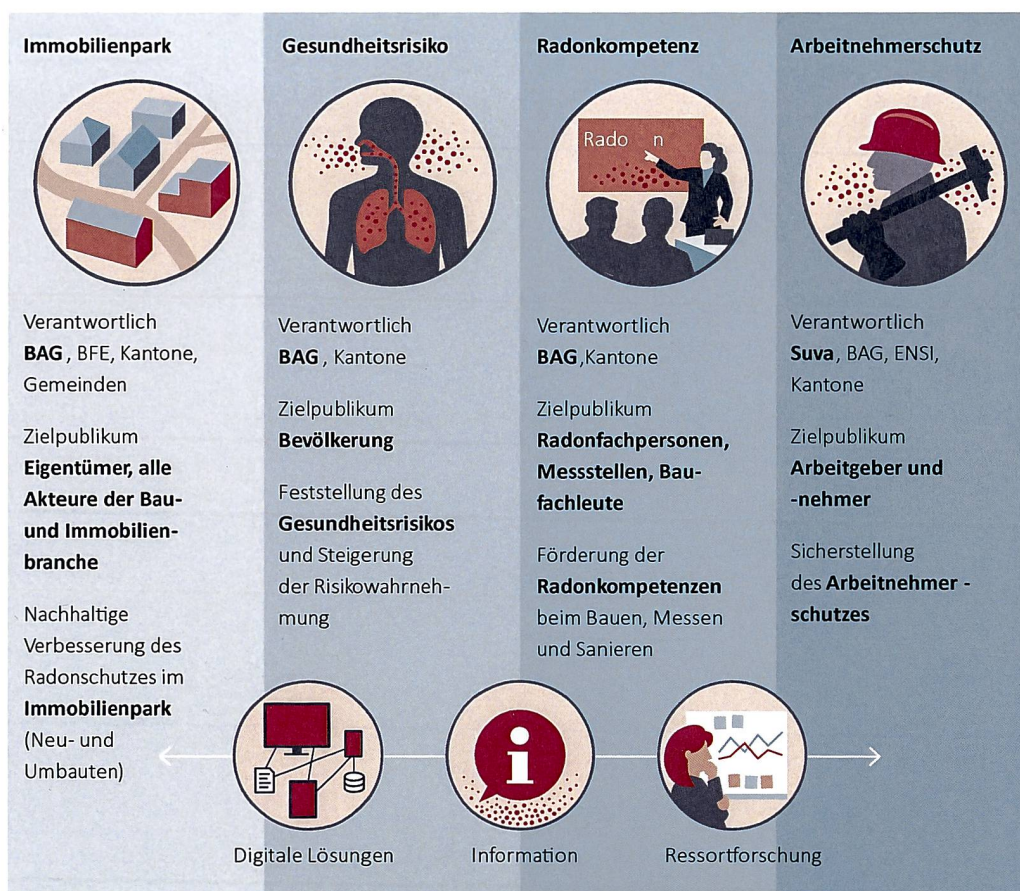 Immobilienpark
Verantwortlich
BAG, BFE, Kantone,
Gemeinden
Zielpublikum
Eigentümer, alle
Akteure der Bau-
und Immobilien-
branche
Nachhaltige
Verbesserung des
Radonschutzes im
Immobilienpark
(Neu- und
Umbauten)
Gesundheitsrisiko
Verantwortlich
BAG, Kantone
Zielpublikum
Bevölkerung
Feststellung des
Gesundheitsrisikos
und Steigerung
der Risikowahrneh-
mung
Radonkompetenz
Rado n
Verantwortlich
BAG,Kantone
Zielpublikum
Radonfachpersonen,
Messstellen, Bau-
fachleute
Förderung der
Radonkompetenzen
beim Bauen, Messen
und Sanieren
Arbeitnehmerschutz
Verantwortlich
Suva, BAG, ENSI,
Kantone
Zielpublikum
Arbeitgeber und
-nehmer
Sicherstellung
des Arbeitnehmer -
schutzes
Digitale Lösungen
i
Information
Ressortforschung